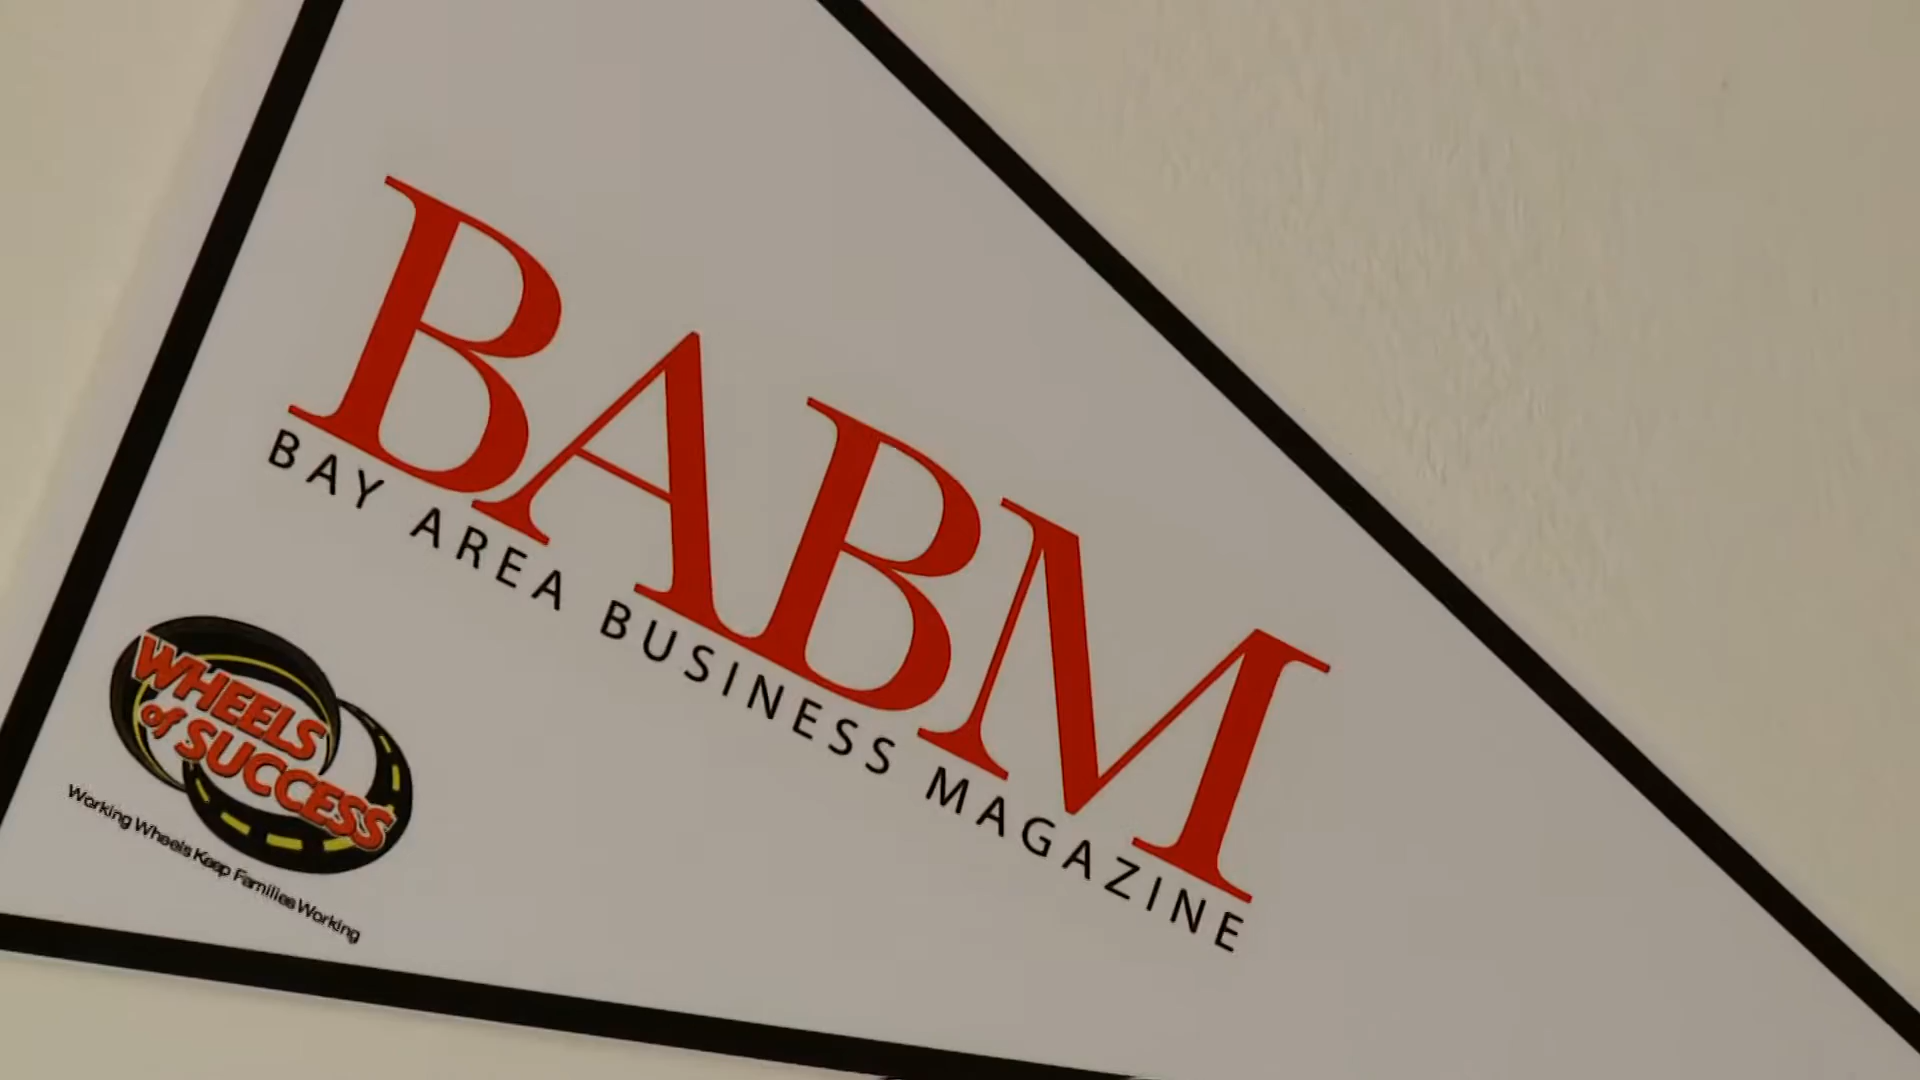 BABM
BAY AREA BUSINESS MAGAZINE
WHEELS
of SUCCESS
Working Wheels Keep Families Working